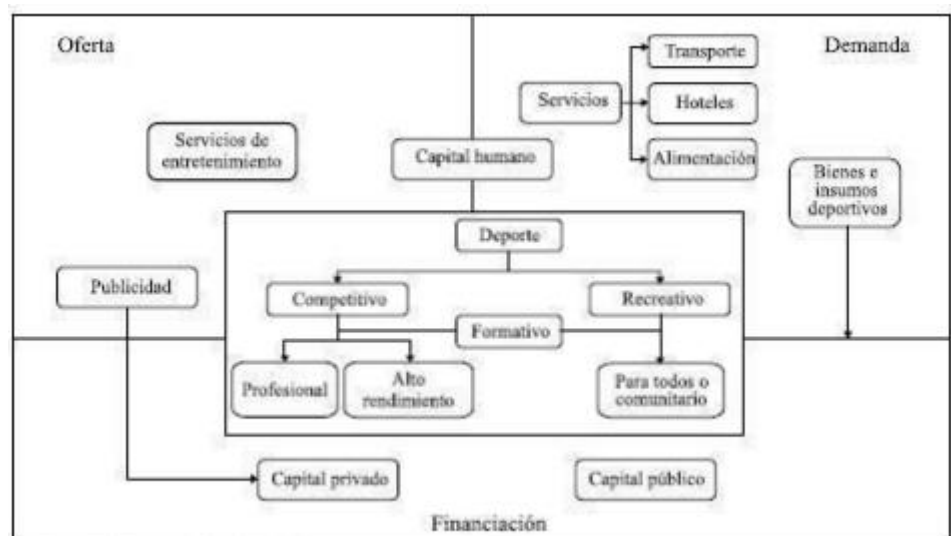 Oferta
Demanda
Transporte
Servicios
Hoteles
Alimentación
Servicios de
entretenimiento
Capital humano
Bienes e
insumos
deportivos
Deporte
Publicidad
Competitivo
Recreativo
Formativo
Profesional
Alto
rendimiento
Para todos o
comunitario
Capital privado
Capital público
Financiación